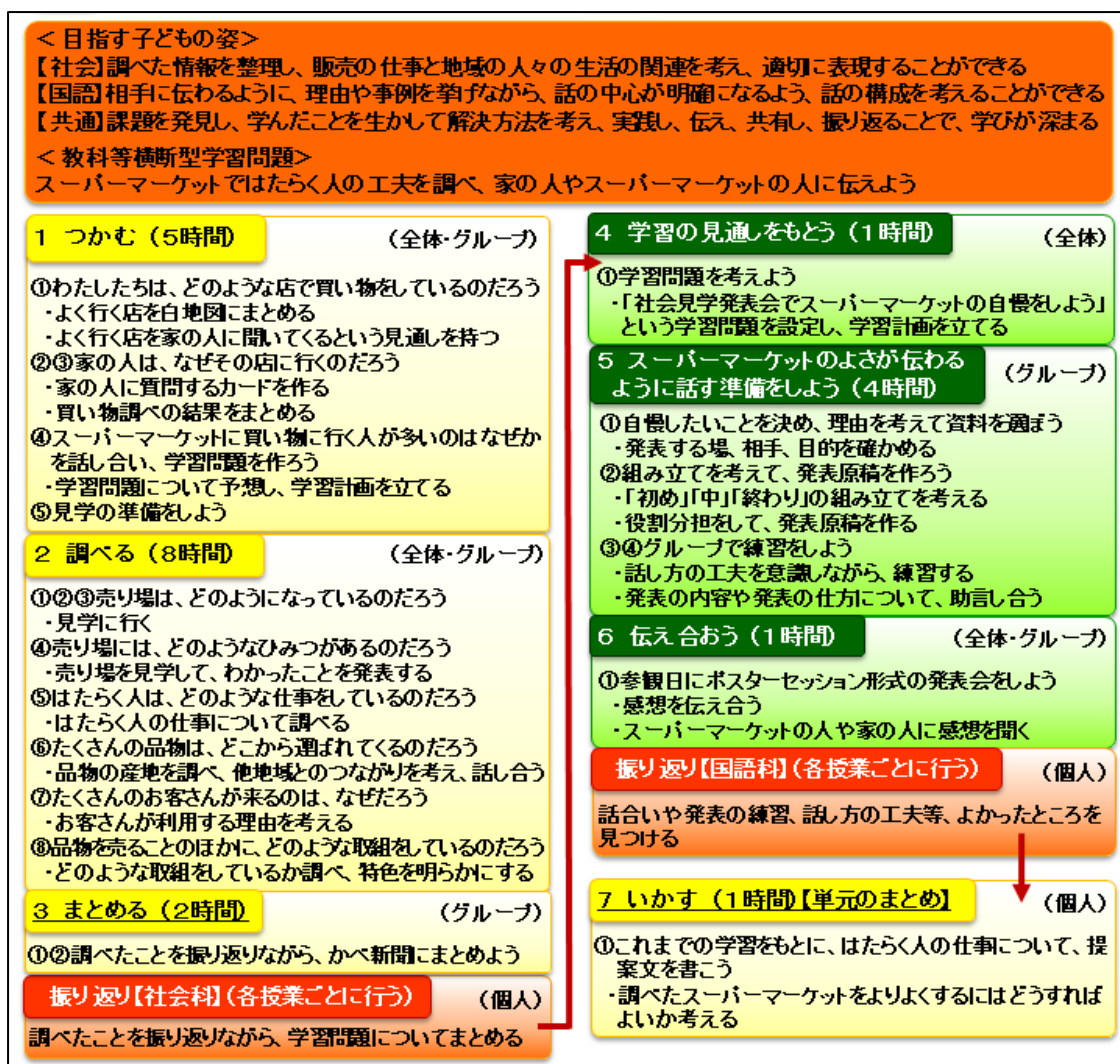 ＜目指す子どもの姿＞
【社会】調べた情報を整理し、販売の仕事と地域の人々の生活の関連を考え、適切に表現することができる
【国語】相手に伝わるように、理由や事例を挙げながら、話の中心が明確になるよう、話の構成を考えることができる
【共通】課題を発見し、学んだことを生かして解決方法を考え、実践し、伝え、共有し、振り返ることで、学びが深まる
＜教科等横断型学習問題＞
スーパーマーケットではたらく人の工夫を調べ、家の人やスーパーマーケットの人に伝えよう
1 つかむ（5時間） （全体・グループ）
①わたしたちは、どのような店で買い物をしているのだろう
・よく行く店を白地図にまとめる
・よく行く店を家の人に聞いてくるという見通しを持つ
②③家の人は、なぜその店に行くのだろう
・家の人に質問するカードを作る
・買い物調べの結果をまとめる
④スーパーマーケットに買い物に行く人が多いのはなぜか
を話し合い、学習問題を作ろう
・学習問題について予想し、学習計画を立てる
⑤見学の準備をしよう
2 調べる（8時間） （全体・グループ）
①②③売り場は、どのようになっているのだろう
・見学に行く
④売り場には、どのようなひみつがあるのだろう
・売り場を見学して、わかったことを発表する
⑤はたらく人は、どのような仕事をしているのだろう
・はたらく人の仕事について調べる
⑥たくさんの品物は、どこから運ばれてくるのだろう
・品物の産地を調べ、他地域とのつながりを考え、話し合う
⑦たくさんのお客さんが来るのは、なぜだろう
・お客さんが利用する理由を考える
⑧品物を売ることのほかに、どのような取組をしているのだろう
・どのような取組をしているか調べ、特色を明らかにする
3 まとめる（2時間） （グループ）
①②調べたことを振り返りながら、かべ新聞にまとめよう
振り返り【社会科】（各授業ごとに行う） （個人）
調べたことを振り返りながら、学習問題についてまとめる
4 学習の見通しをもとう（1時間） （全体）
①学習問題を考えよう
・「社会見学発表会でスーパーマーケットの自慢をしよう」
という学習問題を設定し、学習計画を立てる
5 スーパーマーケットのよさが伝わる
ように話す準備をしよう（4時間） （グループ）
①自慢したいことを決め、理由を考えて資料を選ぼう
・発表する場、相手、目的を確かめる
②組み立てを考えて、発表原稿を作ろう
・「初め」「中」「終わり」の組み立てを考える
・役割分担をして、発表原稿を作る
③④グループで練習をしよう
・話し方の工夫を意識しながら、練習する
・発表の内容や発表の仕方について、助言し合う
6 伝え合おう（1時間） （全体・グループ）
①参観日にポスターセッション形式の発表会をしよう
・感想を伝え合う
・スーパーマーケットの人や家の人に感想を聞く
振り返り【国語科】（各授業ごとに行う） （個人）
話合いや発表の練習、話し方の工夫等、よかったところを
見つける
7 いかす（1時間）【単元のまとめ】 （個人）
①これまでの学習をもとに、はたらく人の仕事について、提
案文を書こう
・調べたスーパーマーケットをよりよくするにはどうすれば
よいか考える